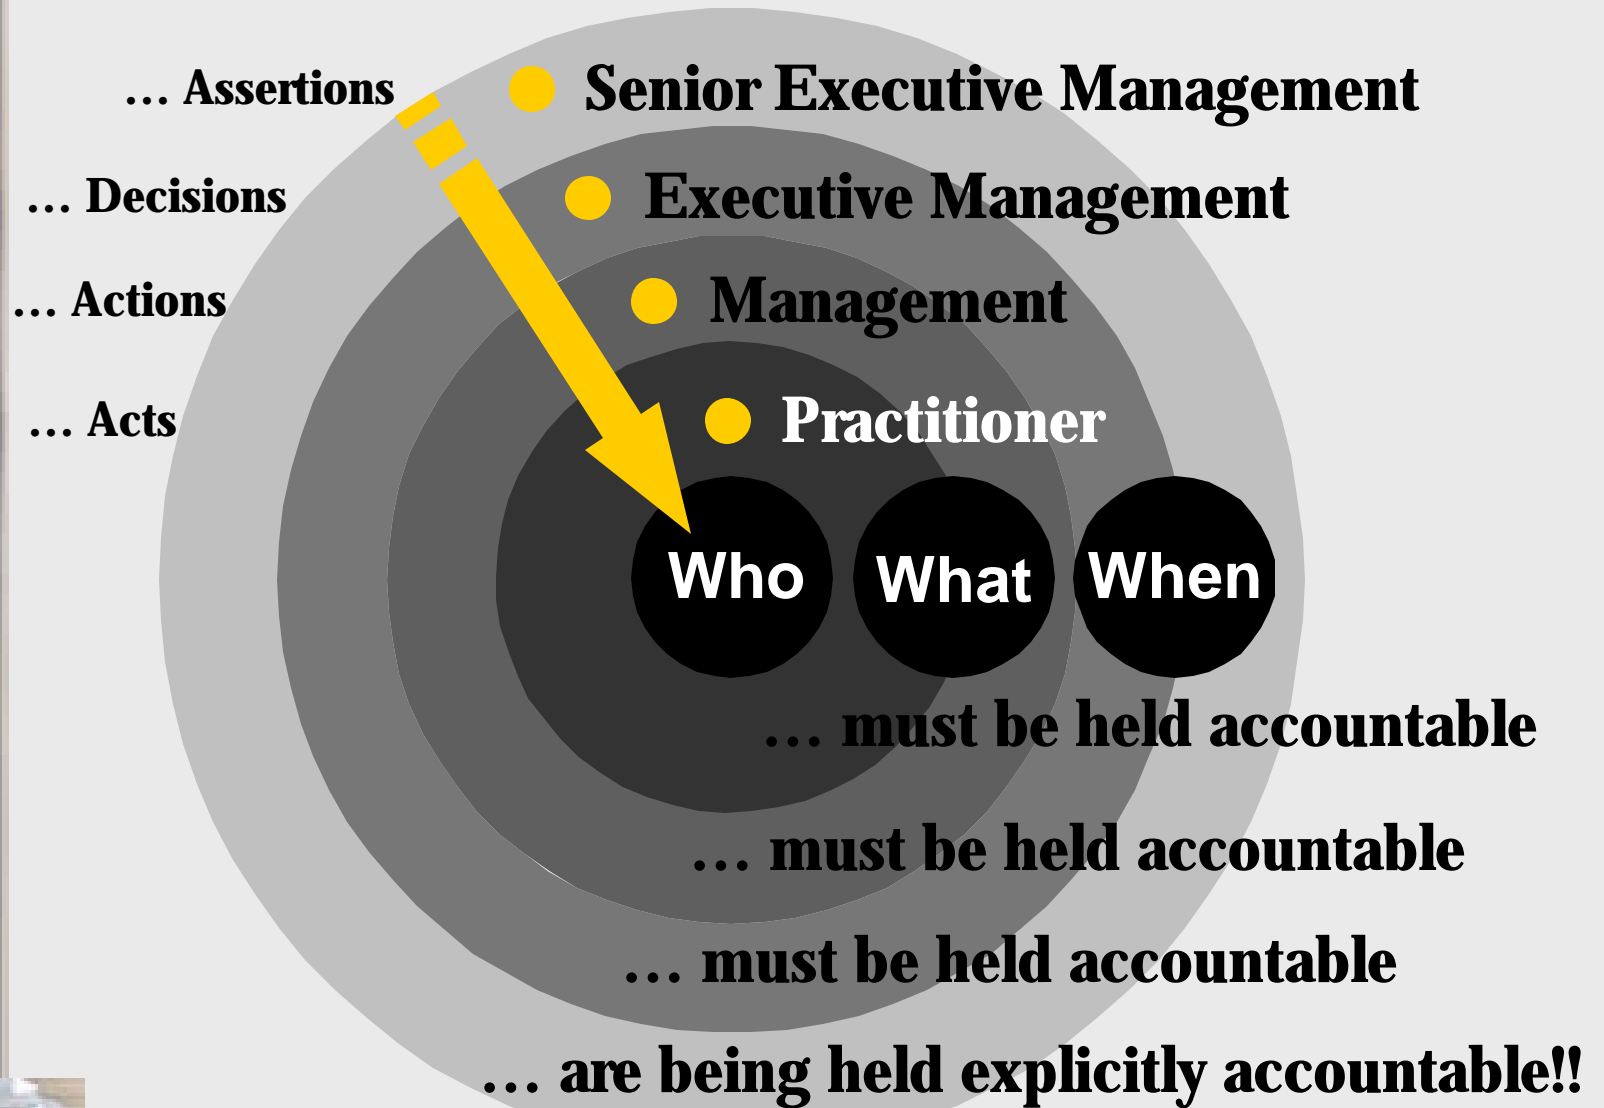 … Assertions
Senior Executive Management
… Decisions
Executive Management
… Actions
Management
… Acts
Practitioner
Who
What
When
… must be held accountable
… must be held accountable
… must be held accountable
… are being held explicitly accountable!!